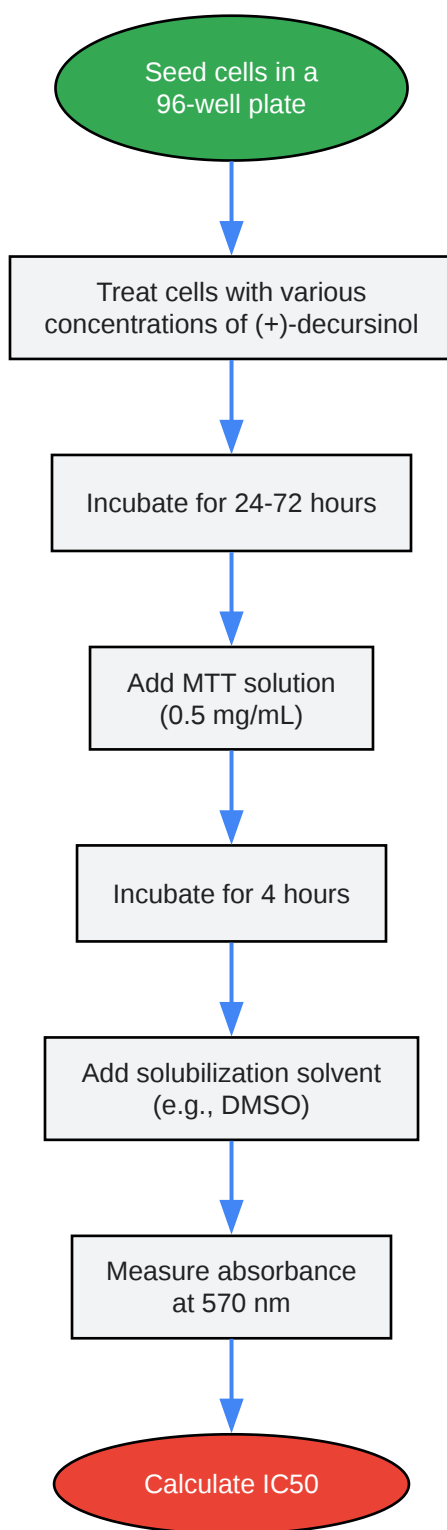 Seed cells in a
96-well plate
Treat cells with various
concentrations of (+)-decursinol
Incubate for 24-72 hours
Add MTT solution
(0.5 mg/mL)
Incubate for 4 hours
Add solubilization solvent
(e.g., DMSO)
Measure absorbance
at 570 nm
Calculate IC50